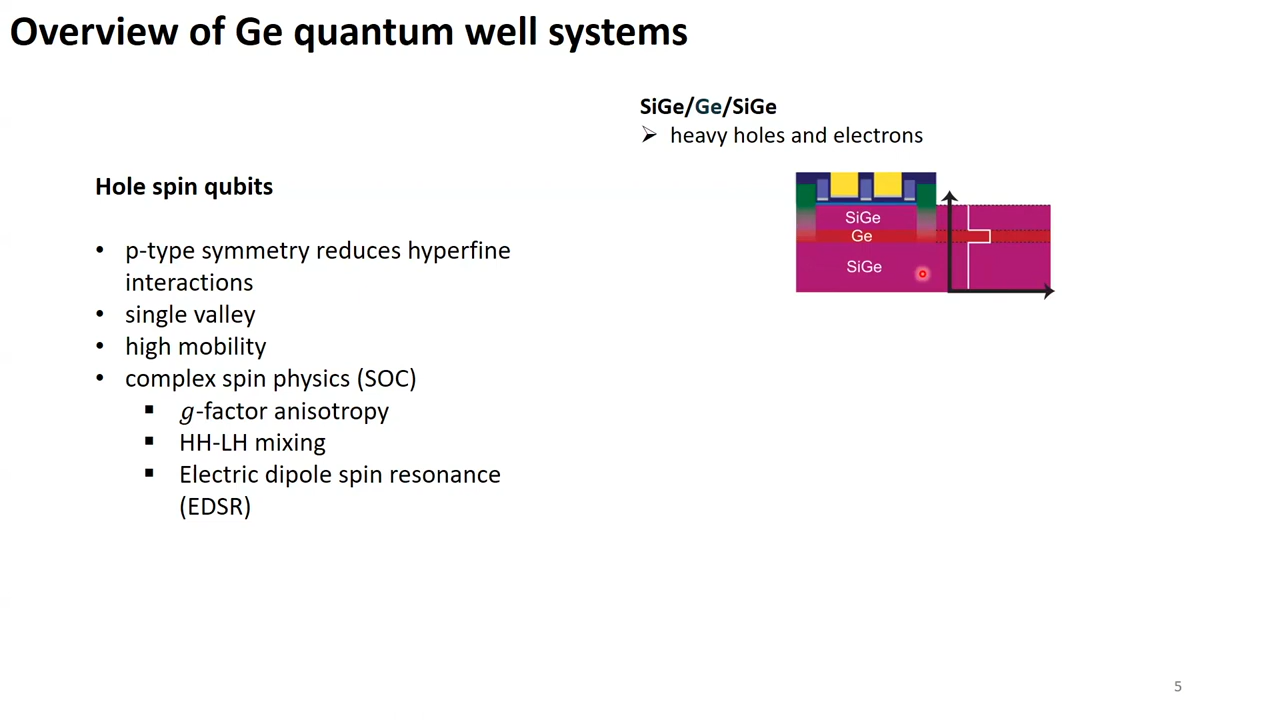 Overview of Ge quantum well systems
SiGe/Ge/SiGe
➢ heavy holes and electrons
Hole spin qubits
• p-type symmetry reduces hyperfine
interactions
• single valley
• high mobility
• complex spin physics (SOC)
▪ g-factor anisotropy
▪ HH-LH mixing
▪ Electric dipole spin resonance
(EDSR)
SiGe
Ge
SiGe
5